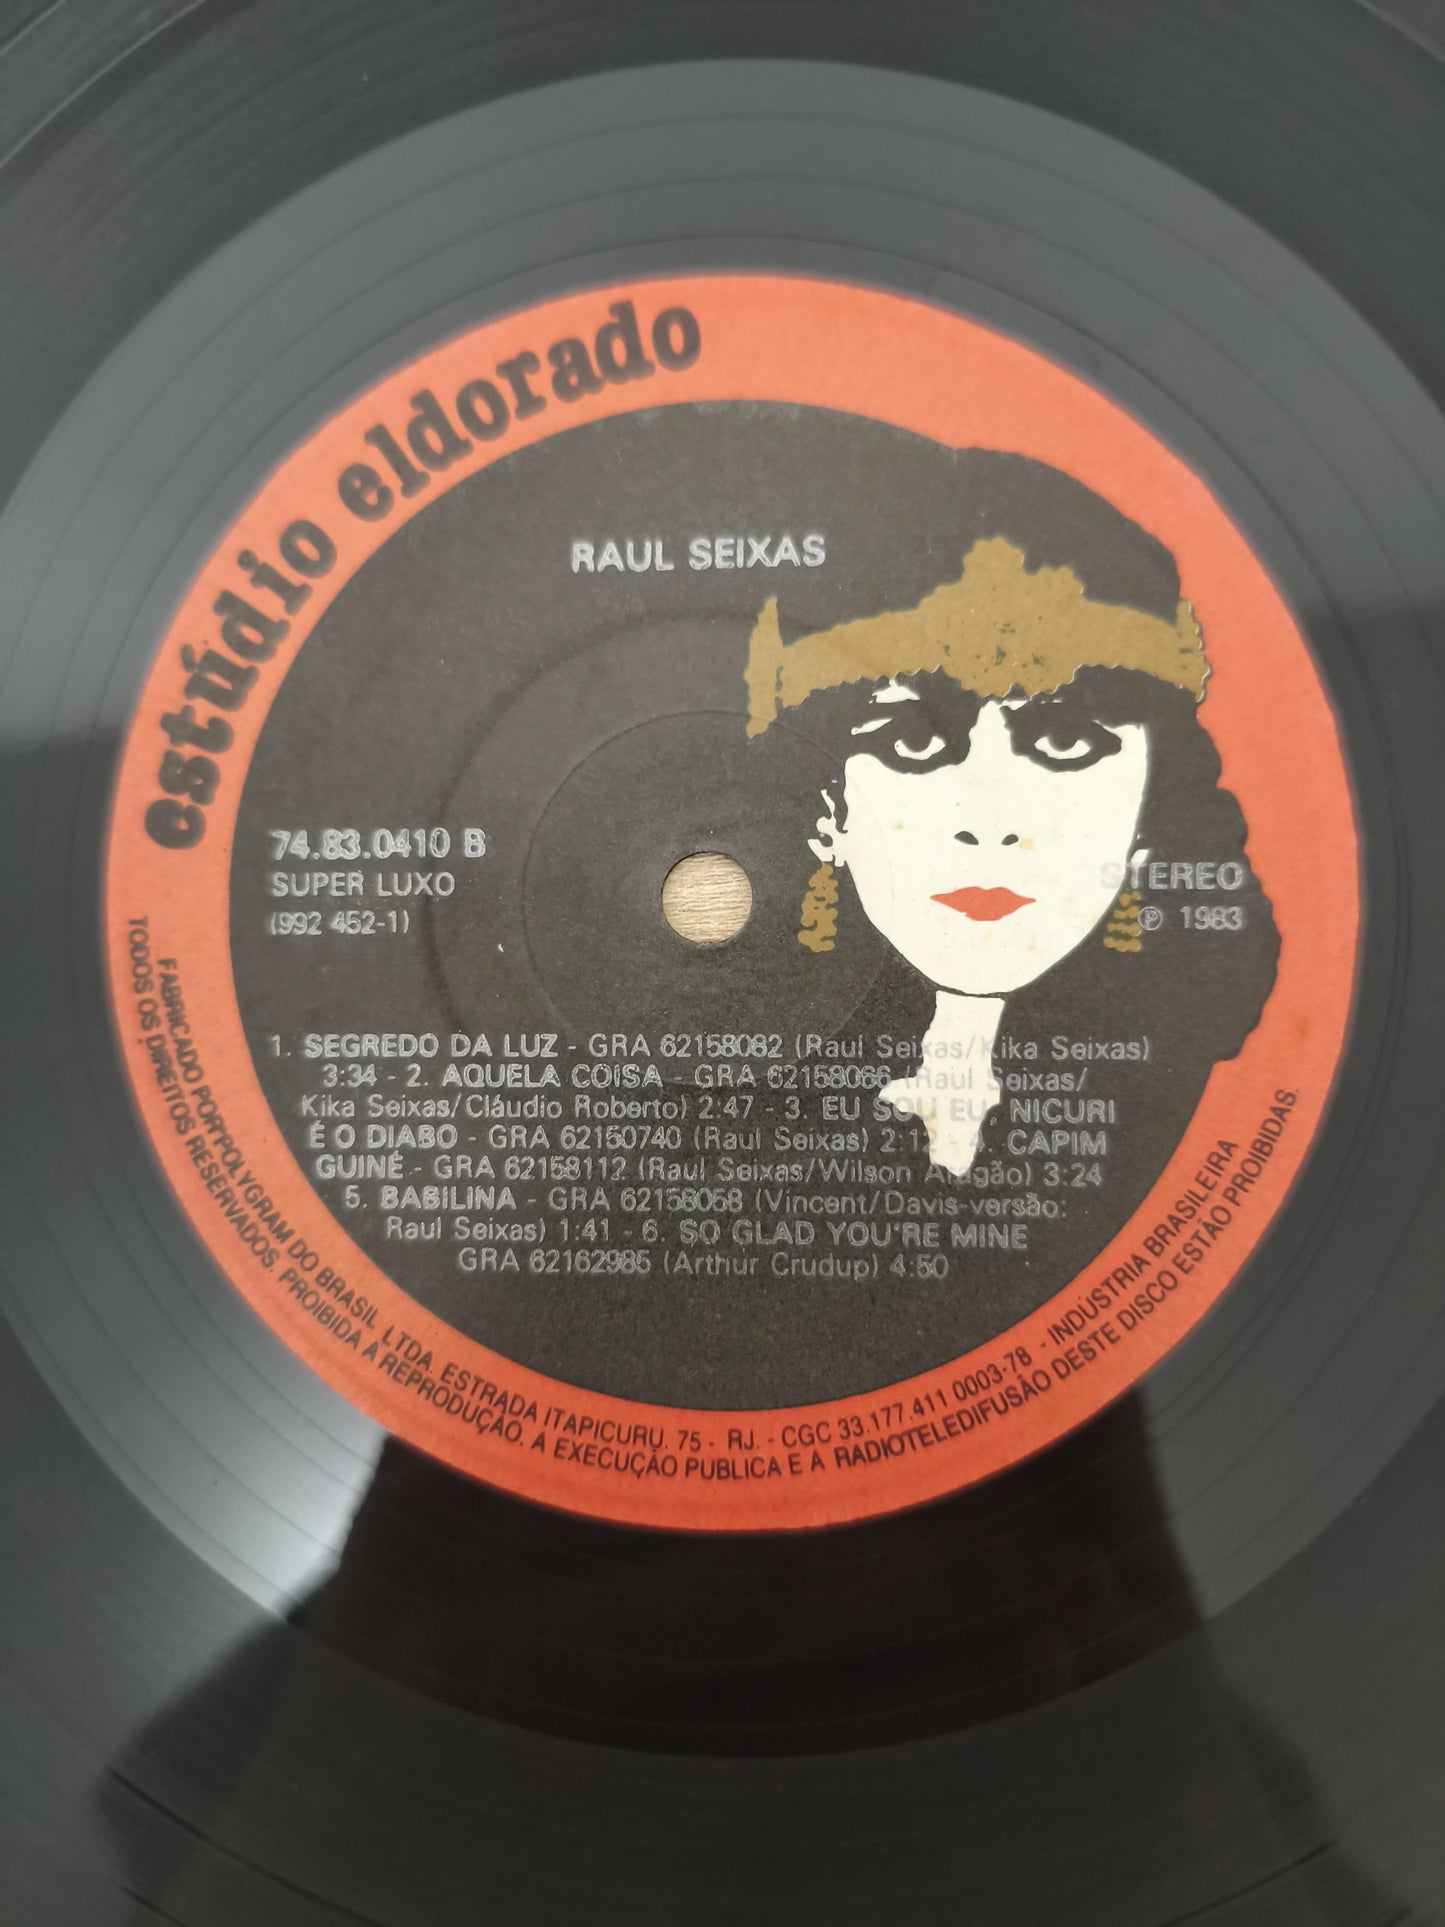 estúdio eldorado
RAUL SEIXAS
74.83.0410 B
SUPER LUXO
(992 452-1)
STEREO
℗ 1983
1. SEGREDO DA LUZ - GRA 62158082 (Raul Seixas/Kika Seixas)
3:34 - 2. AQUELA COISA - GRA 62158066 (Raul Seixas/
Kika Seixas/Cláudio Roberto) 2:47 - 3. EU SOU EU, NICURI
É O DIABO - GRA 62150740 (Raul Seixas) 2:12 - 4. CAPIM
GUINÉ - GRA 62158112 (Raul Seixas/Wilson Aragão) 3:24
5. BABILINA - GRA 62158058 (Vincent/Davis-versão:
Raul Seixas) 1:41 - 6. SO GLAD YOU'RE MINE
GRA 62162985 (Arthur Crudup) 4:50
FABRICADO POR POLYGRAM DO BRASIL LTDA. ESTRADA ITAPICURU, 75 - RJ. - CGC 33.177.411 0003-78 - INDUSTRIA BRASILEIRA
TODOS OS DIREITOS RESERVADOS. PROIBIDA A REPRODUÇÃO. A EXECUÇÃO PUBLICA E A RADIOTELEDIFUSÃO DESTE DISCO ESTÃO PROIBIDAS.